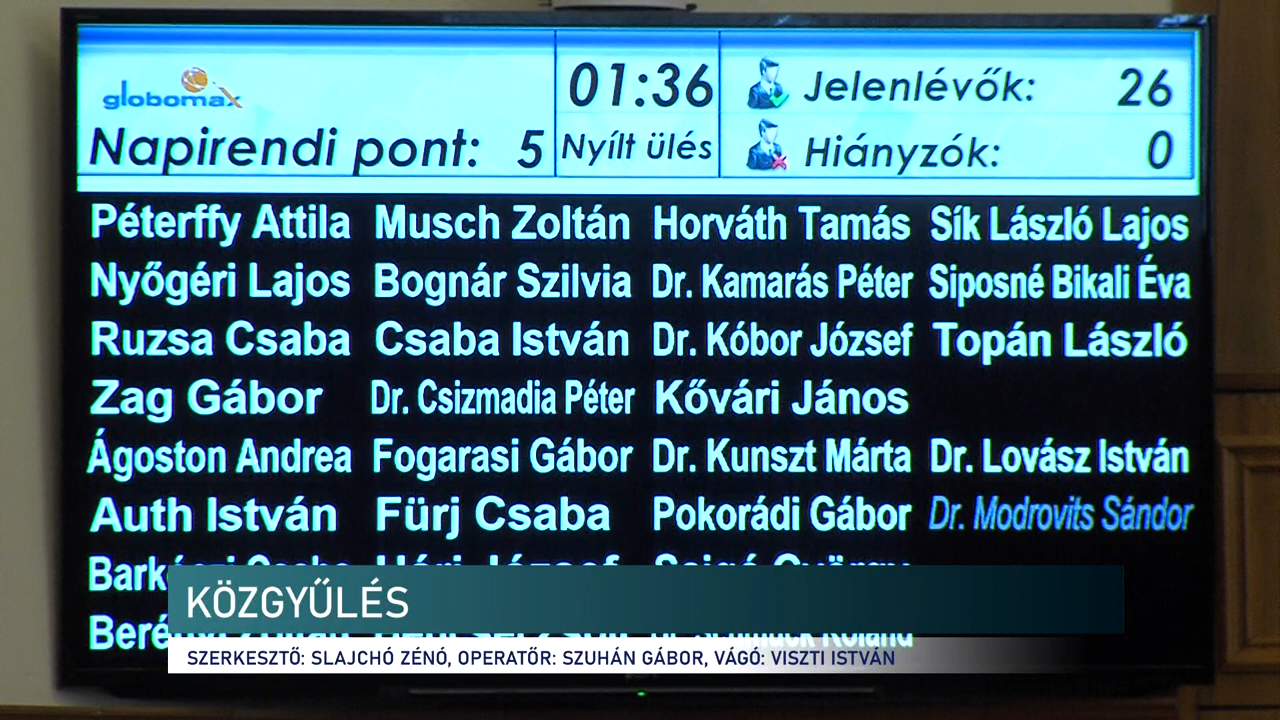 globomax
Napirendi pont: 5
01:36
Nyílt ülés
Jelenlévők: 26
Hiányzók: 0
Péterffy Attila Musch Zoltán Horváth Tamás Sík László Lajos
Nyőgéri Lajos Bognár Szilvia Dr. Kamarás Péter Siposné Bikali Éva
Ruzsa Csaba Csaba István Dr. Kóbor József Topán László
Zag Gábor Dr. Csizmadia Péter Kővári János
Ágoston Andrea Fogarasi Gábor Dr. Kunszt Márta Dr. Lovász István
Auth István Fürj Csaba Pokorádi Gábor Dr. Modrovits Sándor
KÖZGYŰLÉS
SZERKESZTŐ: SLAJCHÓ ZÉNÓ, OPERATŐR: SZUHÁN GÁBOR, VÁGÓ: VISZTI ISTVÁN